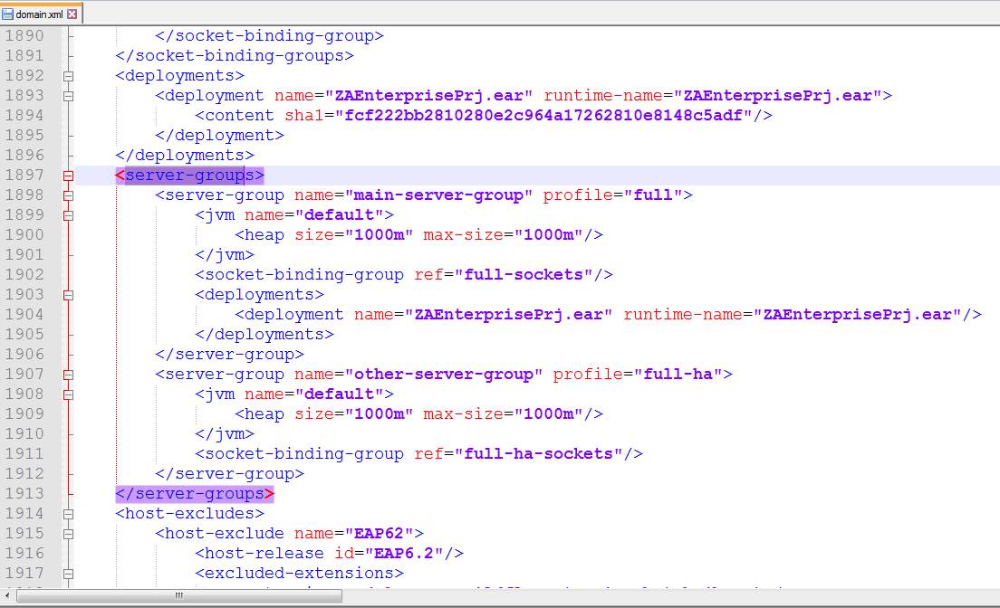 domain.xml
1890 </socket-binding-group>
1891 </socket-binding-groups>
1892 <deployments>
1893 <deployment name="ZAEnterprisePrj.ear" runtime-name="ZAEnterprisePrj.ear">
1894 <content sha1="fcf222bb2810280e2c964a17262810e8148c5adf"/>
1895 </deployment>
1896 </deployments>
1897 <server-groups>
1898 <server-group name="main-server-group" profile="full">
1899 <jvm name="default">
1900 <heap size="1000m" max-size="1000m"/>
1901 </jvm>
1902 <socket-binding-group ref="full-sockets"/>
1903 <deployments>
1904 <deployment name="ZAEnterprisePrj.ear" runtime-name="ZAEnterprisePrj.ear"/>
1905 </deployments>
1906 </server-group>
1907 <server-group name="other-server-group" profile="full-ha">
1908 <jvm name="default">
1909 <heap size="1000m" max-size="1000m"/>
1910 </jvm>
1911 <socket-binding-group ref="full-ha-sockets"/>
1912 </server-group>
1913 </server-groups>
1914 <host-excludes>
1915 <host-exclude name="EAP62">
1916 <host-release id="EAP6.2"/>
1917 <excluded-extensions>